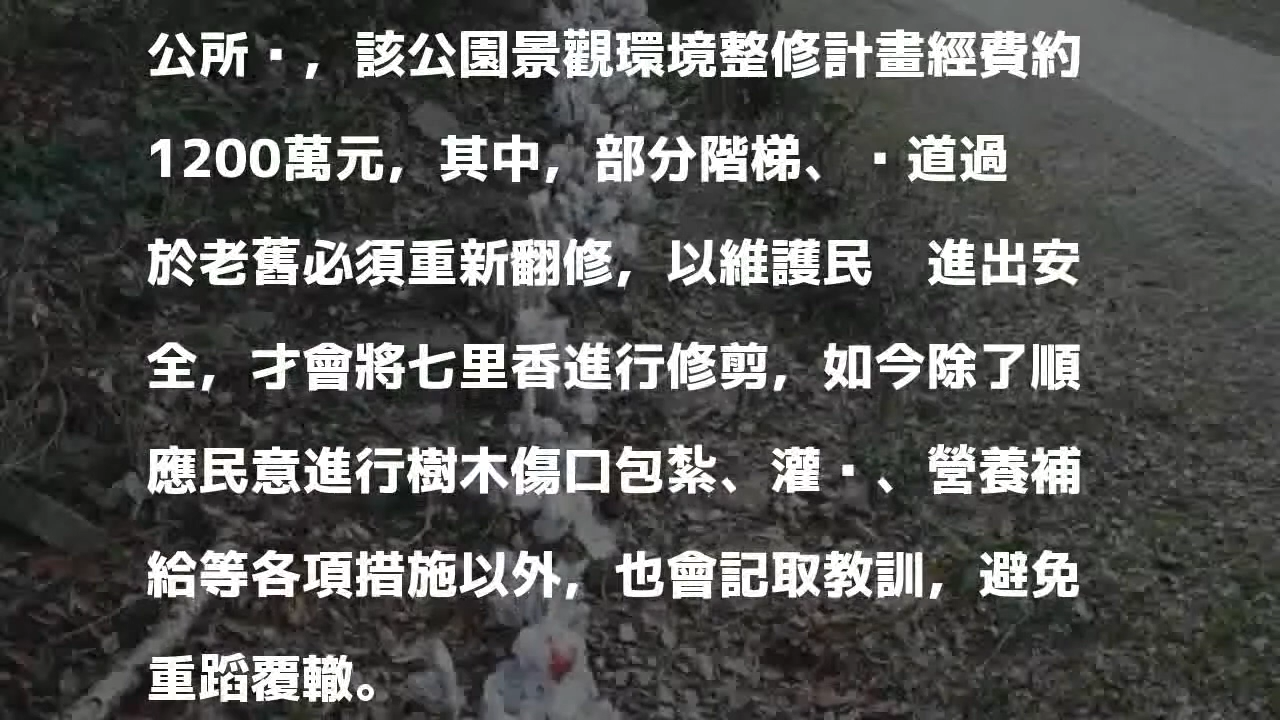 公所▪，該公園景觀環境整修計畫經費約
1200萬元，其中，部分階梯、▪道過
於老舊必須重新翻修，以維護民　進出安
全，才會將七里香進行修剪，如今除了順
應民意進行樹木傷口包紮、灌▪、營養補
給等各項措施以外，也會記取教訓，避免
重蹈覆轍。